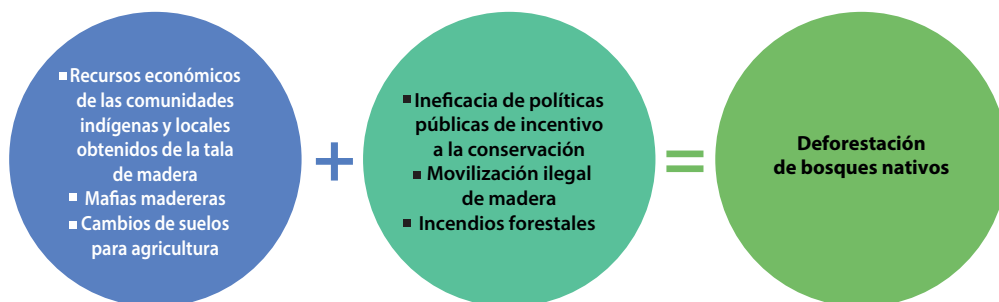 ▪ Recursos económicos
de las comunidades
indígenas y locales
obtenidos de la tala
de madera
▪ Mafias madereras
▪ Cambios de suelos
para agricultura
+
▪ Ineficacia de políticas
públicas de incentivo
a la conservación
▪ Movilización ilegal
de madera
▪ Incendios forestales
=
Deforestación
de bosques nativos